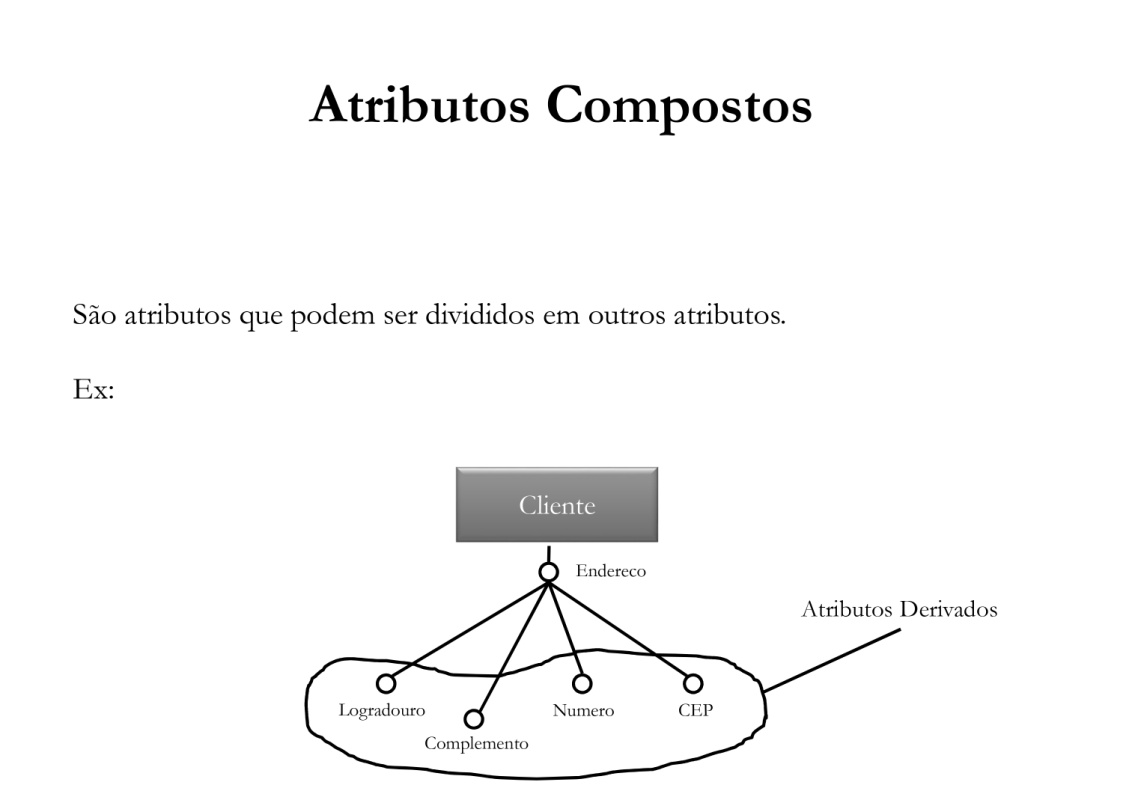 Atributos Compostos
São atributos que podem ser divididos em outros atributos.
Ex:
Cliente
Endereco
Atributos Derivados
Logradouro
Numero
CEP
Complemento